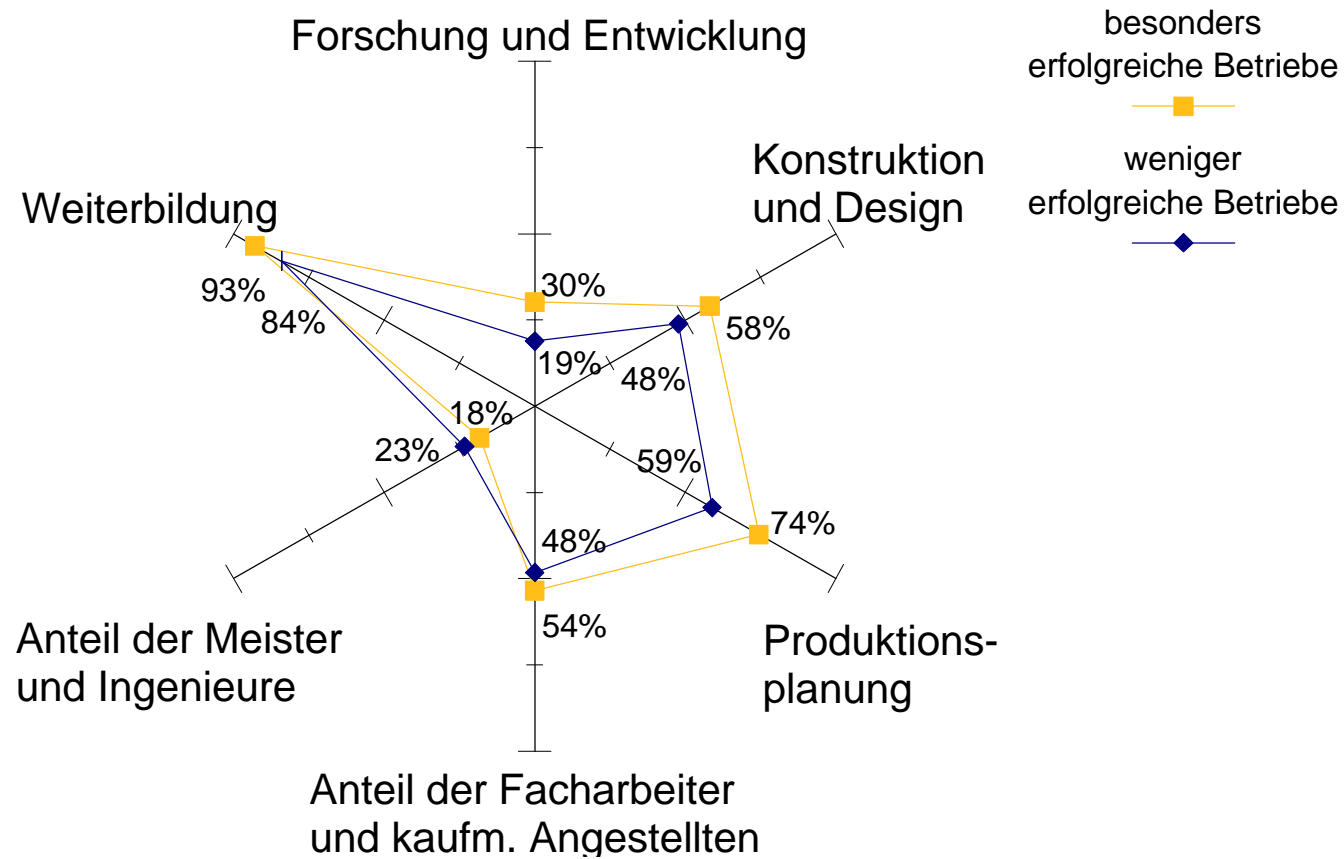 Forschung und Entwicklung
besonders
erfolgreiche Betriebe
weniger
erfolgreiche Betriebe
Konstruktion
und Design
Weiterbildung
93%
84%
30%
19%
58%
48%
18%
23%
59%
74%
48%
54%
Anteil der Meister
und Ingenieure
Produktions-
planung
Anteil der Facharbeiter
und kaufm. Angestellten